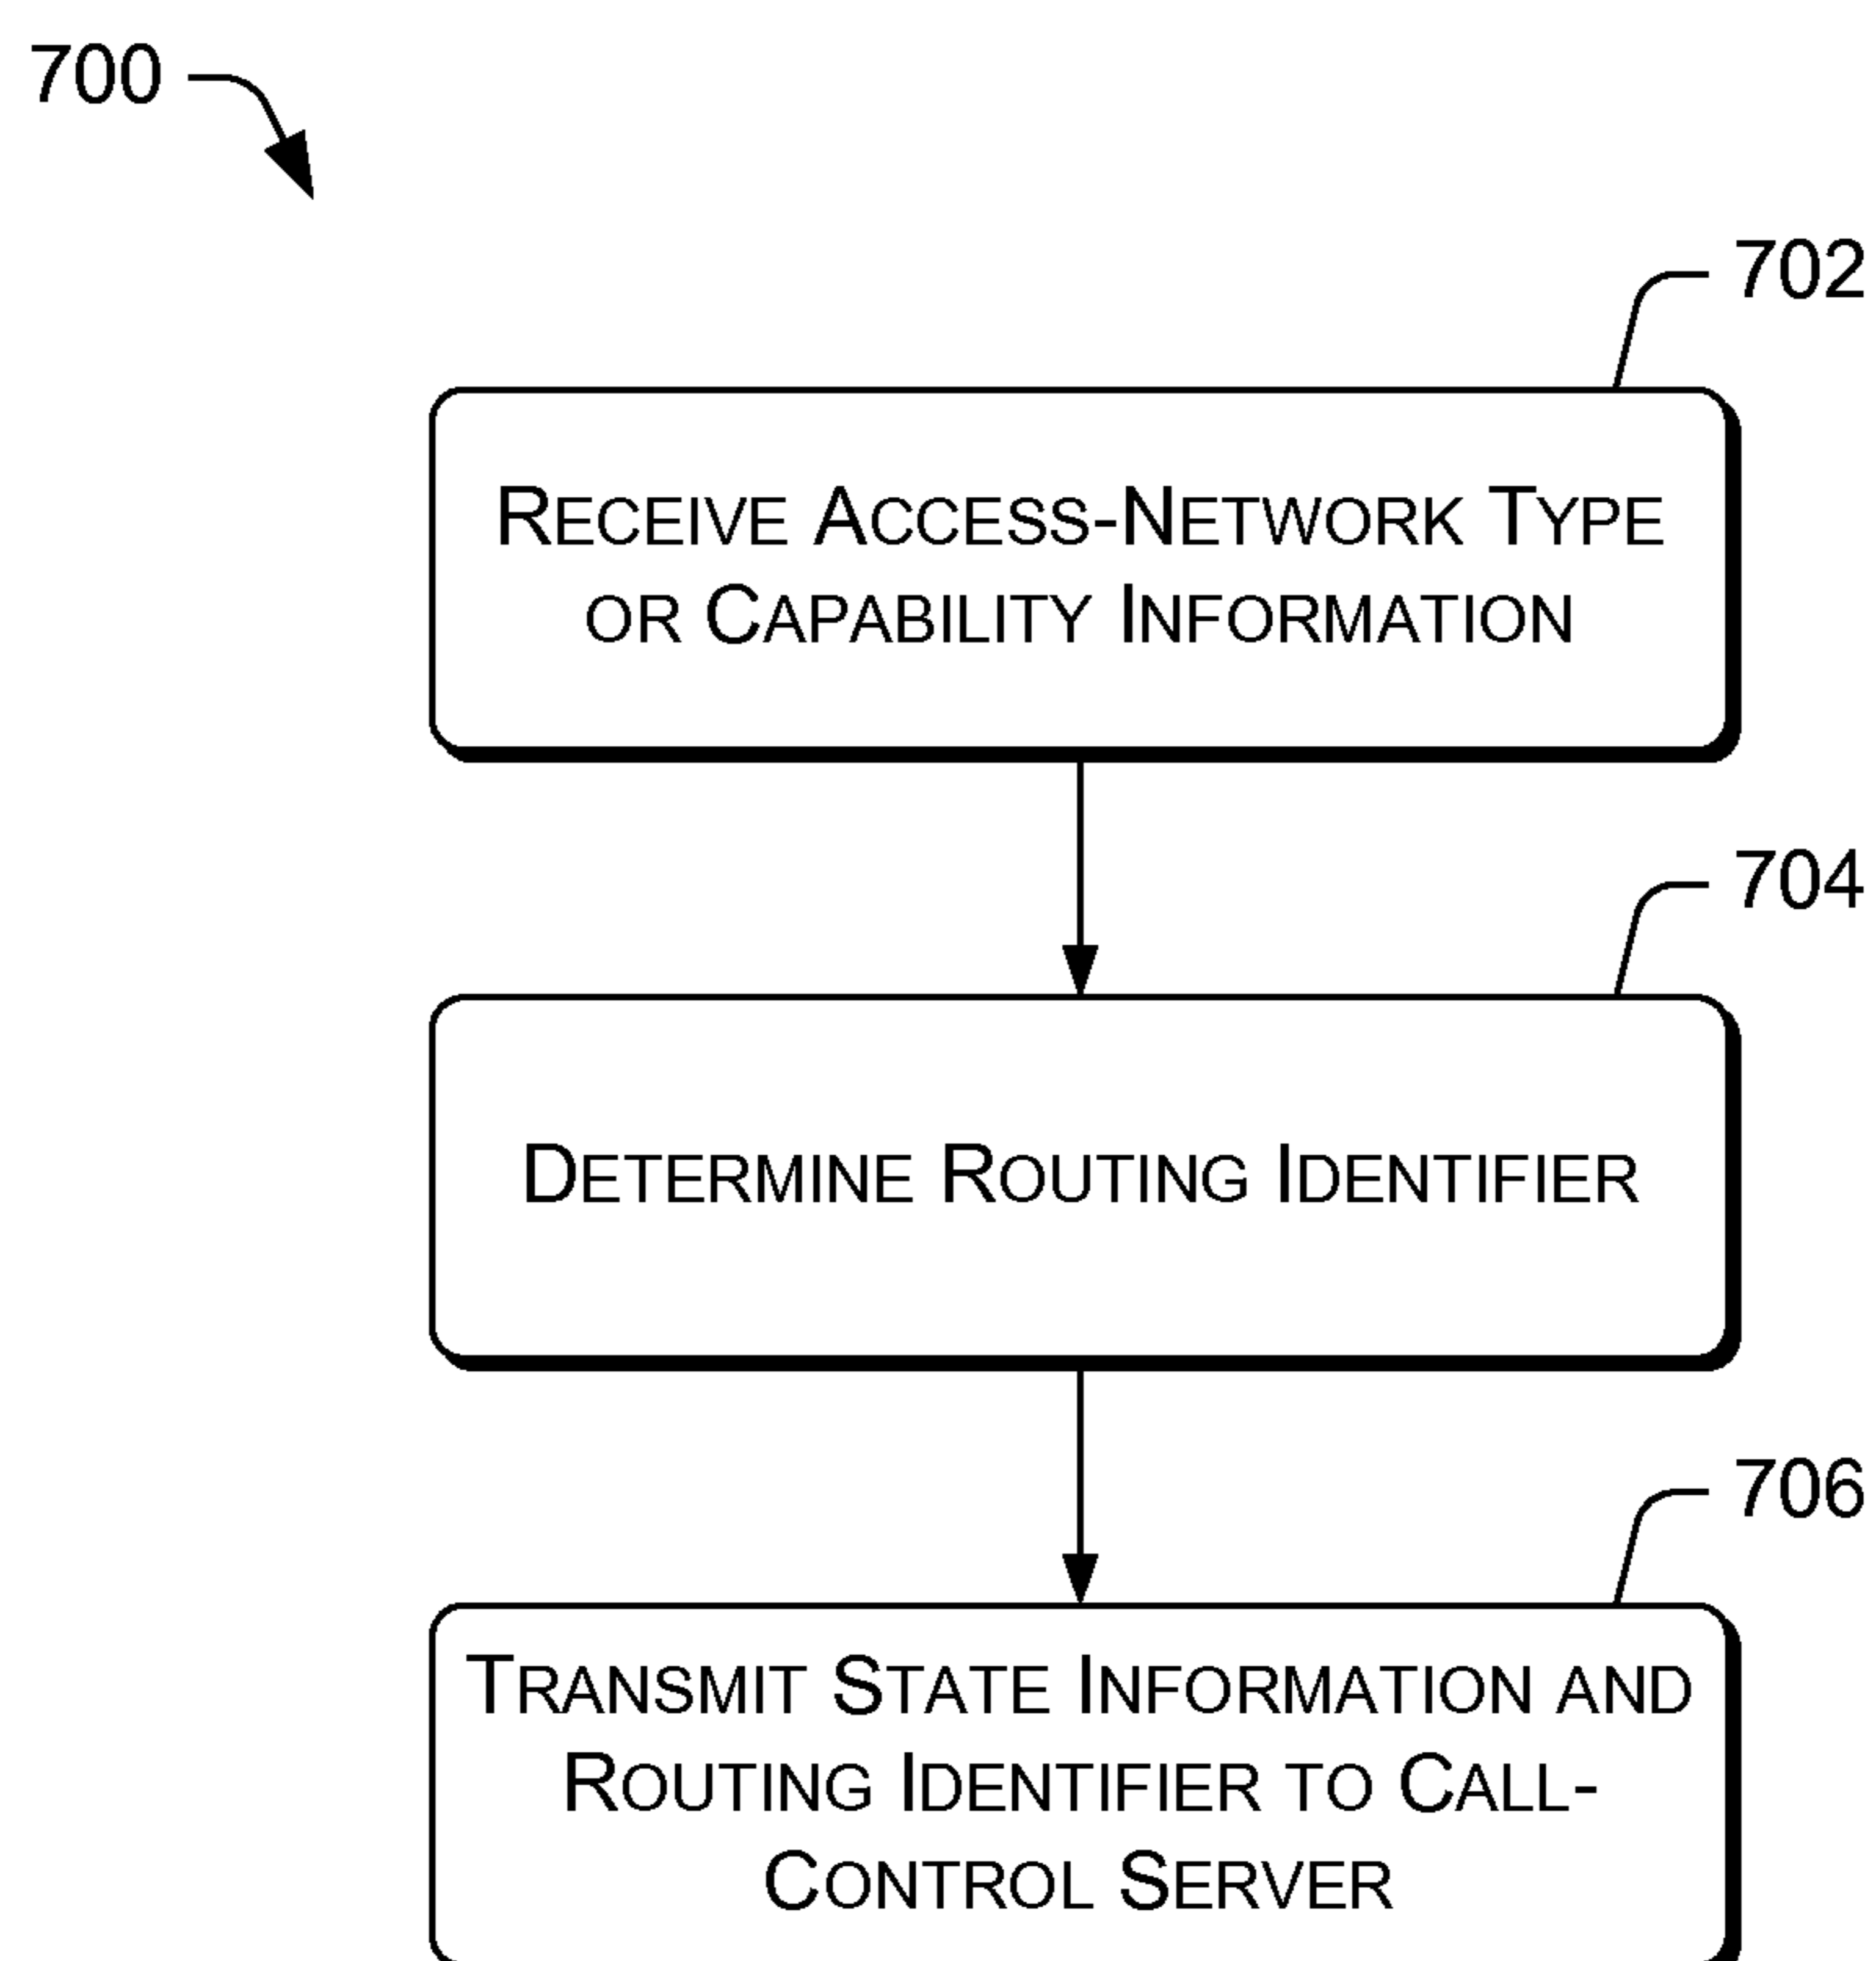 700
702
RECEIVE ACCESS-NETWORK TYPE
OR CAPABILITY INFORMATION
704
DETERMINE ROUTING IDENTIFIER
706
TRANSMIT STATE INFORMATION AND
ROUTING IDENTIFIER TO CALL-
CONTROL SERVER